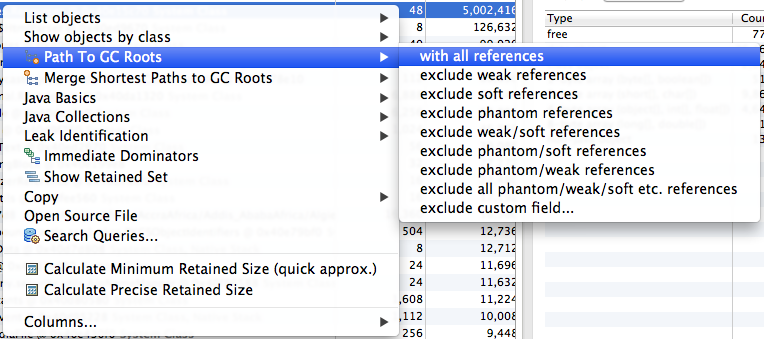 List objects
48 5,002,416
Show objects by class
8 126,632
Path To GC Roots
Merge Shortest Paths to GC Roots
Java Basics
Java Collections
Leak Identification
Immediate Dominators
Show Retained Set
Copy
Open Source File
504 12,736
Search Queries...
8 12,712
24 11,696
Calculate Minimum Retained Size (quick approx.)
24 11,632
Calculate Precise Retained Size
,608 11,224
,112 10,008
Columns...
256 9,448
with all references
exclude weak references
exclude soft references
exclude phantom references
exclude weak/soft references
exclude phantom/soft references
exclude phantom/weak references
exclude all phantom/weak/soft etc. references
exclude custom field...
Type Cou
free 77